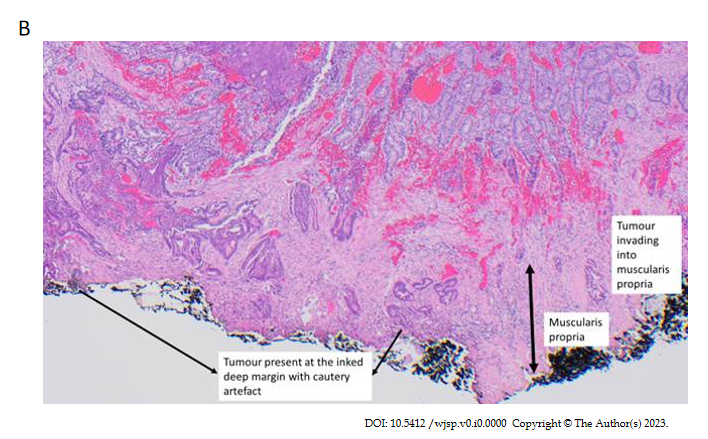 B
Tumour
invading
into
muscularis
propria
Muscularis
propria
Tumour present at the inked
deep margin with cautery
artefact
DOI: 10.5412 /wjsp.v0.i0.0000 Copyright © The Author(s) 2023.